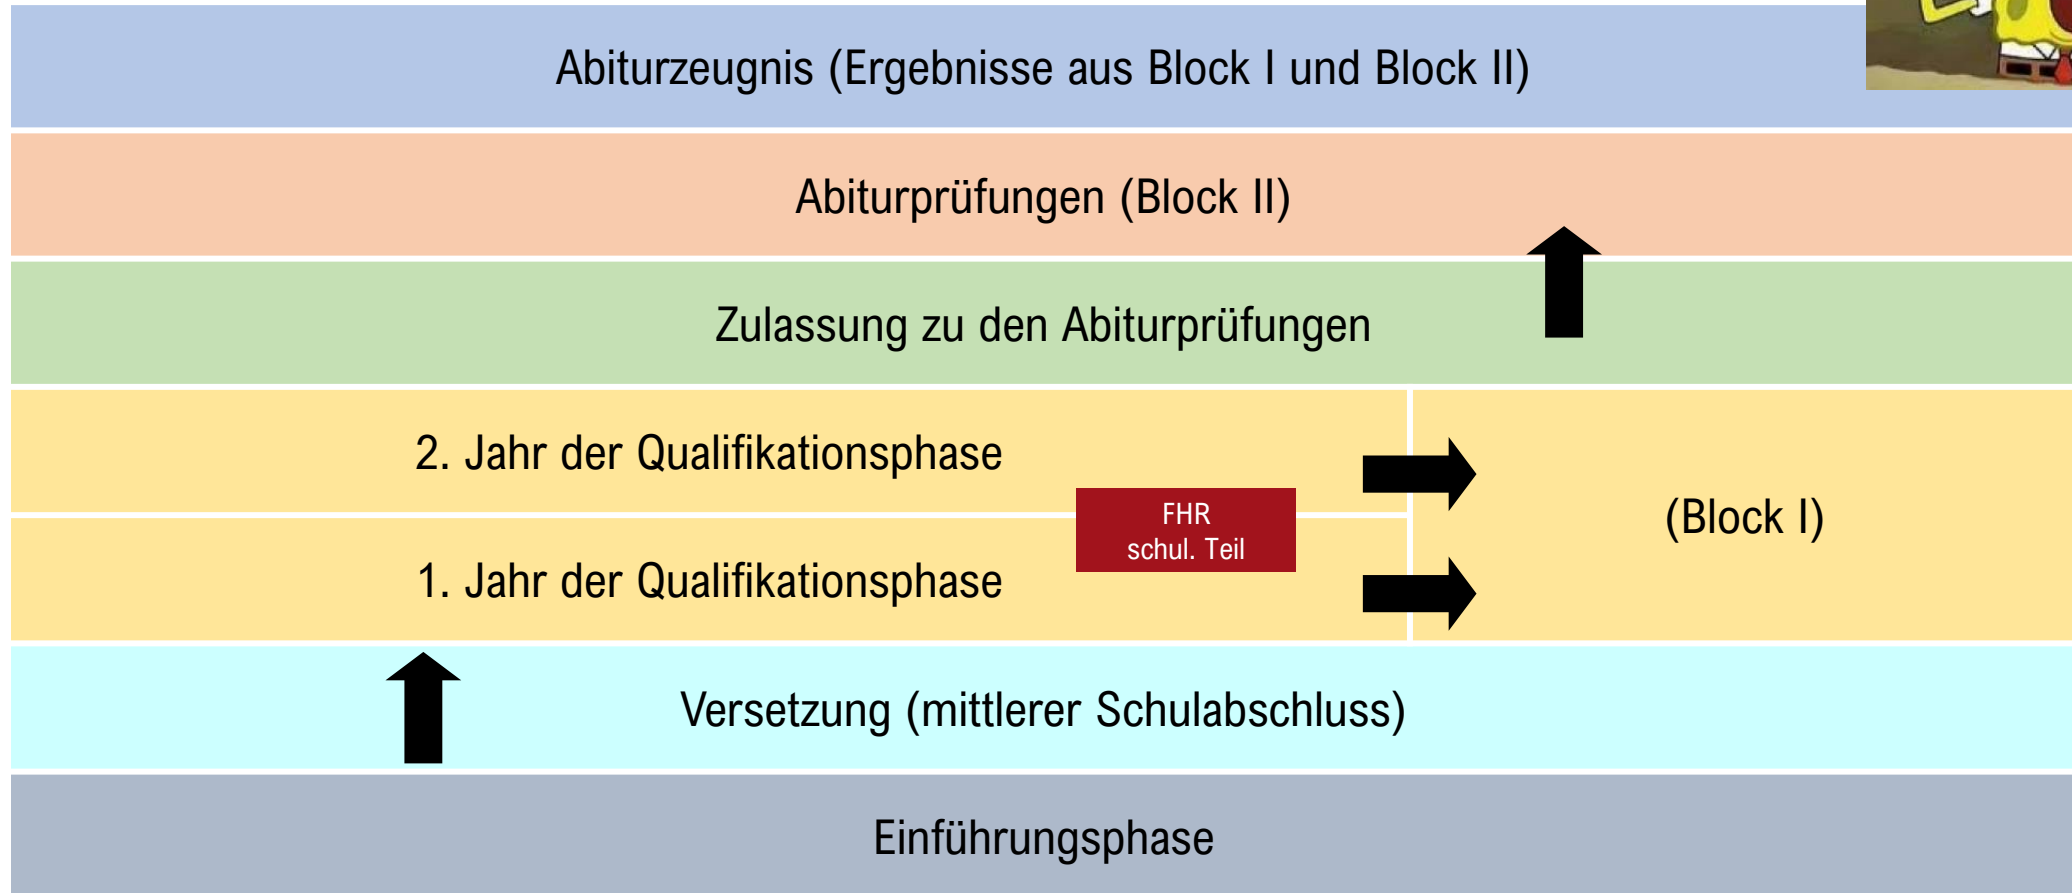 Abiturzeugnis (Ergebnisse aus Block I und Block II)
Abiturprüfungen (Block II)
Zulassung zu den Abiturprüfungen
2. Jahr der Qualifikationsphase
FHR
schul. Teil
(Block I)
1. Jahr der Qualifikationsphase
Versetzung (mittlerer Schulabschluss)
Einführungsphase